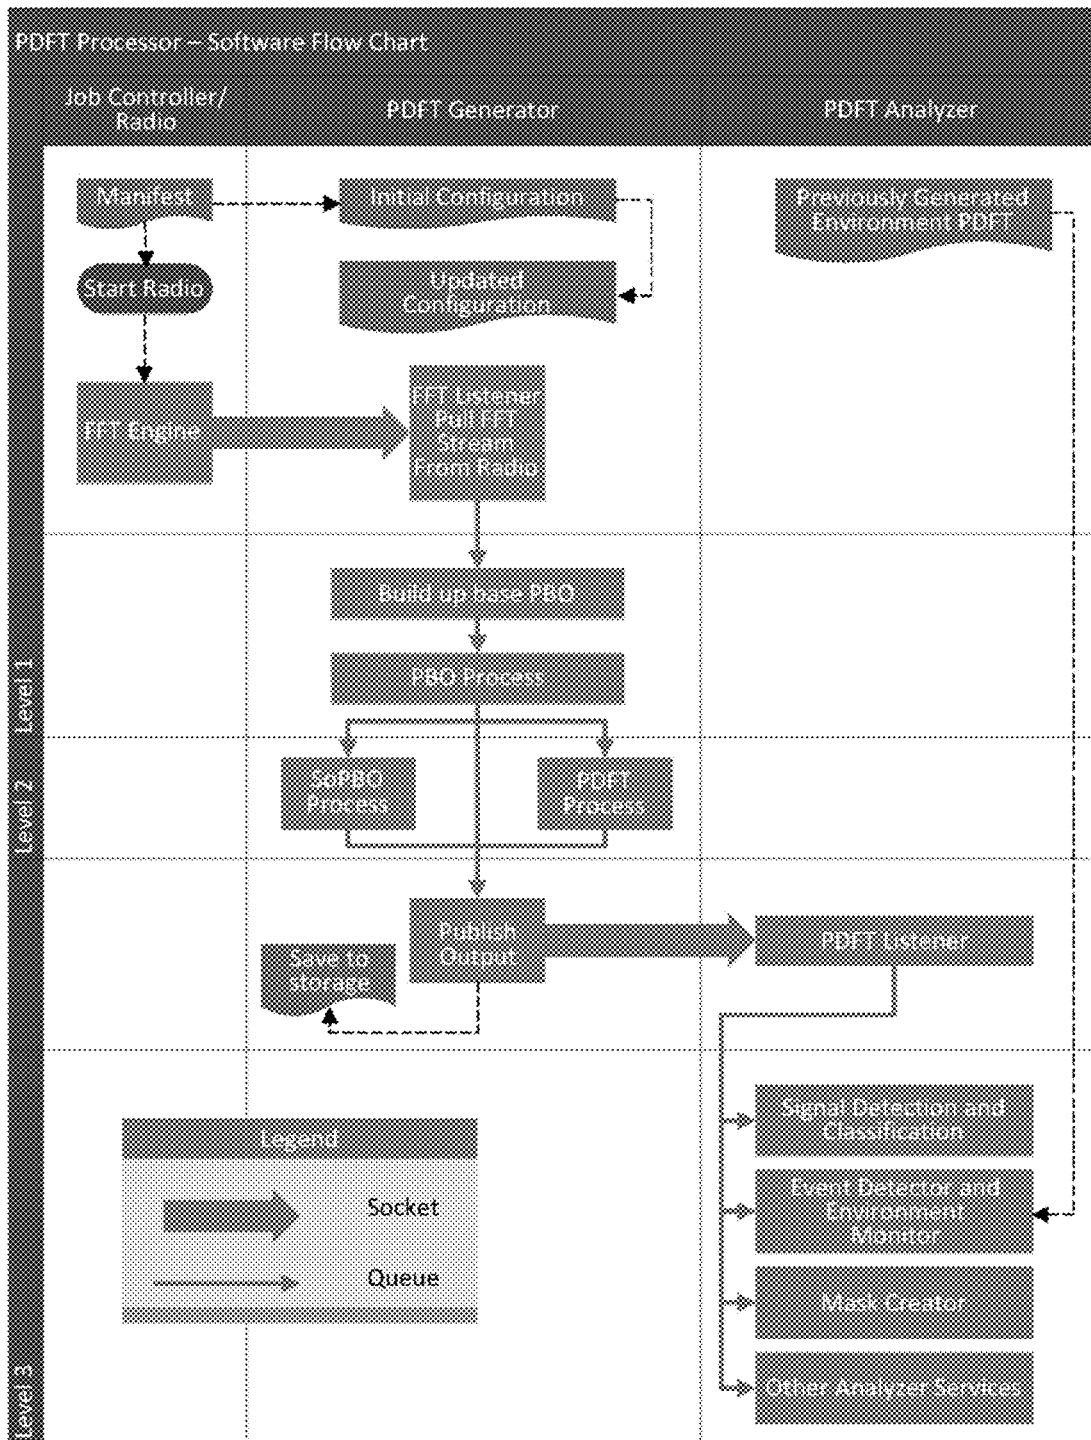 PDFT Processor – Software Flow Chart
Job Controller/
Radio
PDFT Generator
PDFT Analyzer
Manifest
Initial Configuration
Previously Generated
Environment PDFT
Start Radio
Updated
Configuration
FFT Engine
FFT Listener
Pull FFT
Stream
From Radio
Build up base PBO
PBO Process
Level 1
SoPBO
Process
PDFT
Process
Level 2
Publish
Output
PDFT Listener
Save to
storage
Signal Detection and
Classification
Legend
Socket
Queue
Event Detector and
Environment
Monitor
Mask Creator
Other Analyzer Services
Level 3